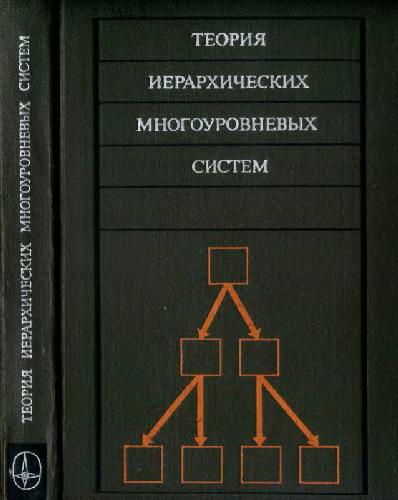 ТЕОРИЯ ИЕРАРХИЧЕСКИХ МНОГОУРОВНЕВЫХ СИСТЕМ
ТЕОРИЯ
ИЕРАРХИЧЕСКИХ
МНОГОУРОВНЕВЫХ
СИСТЕМ